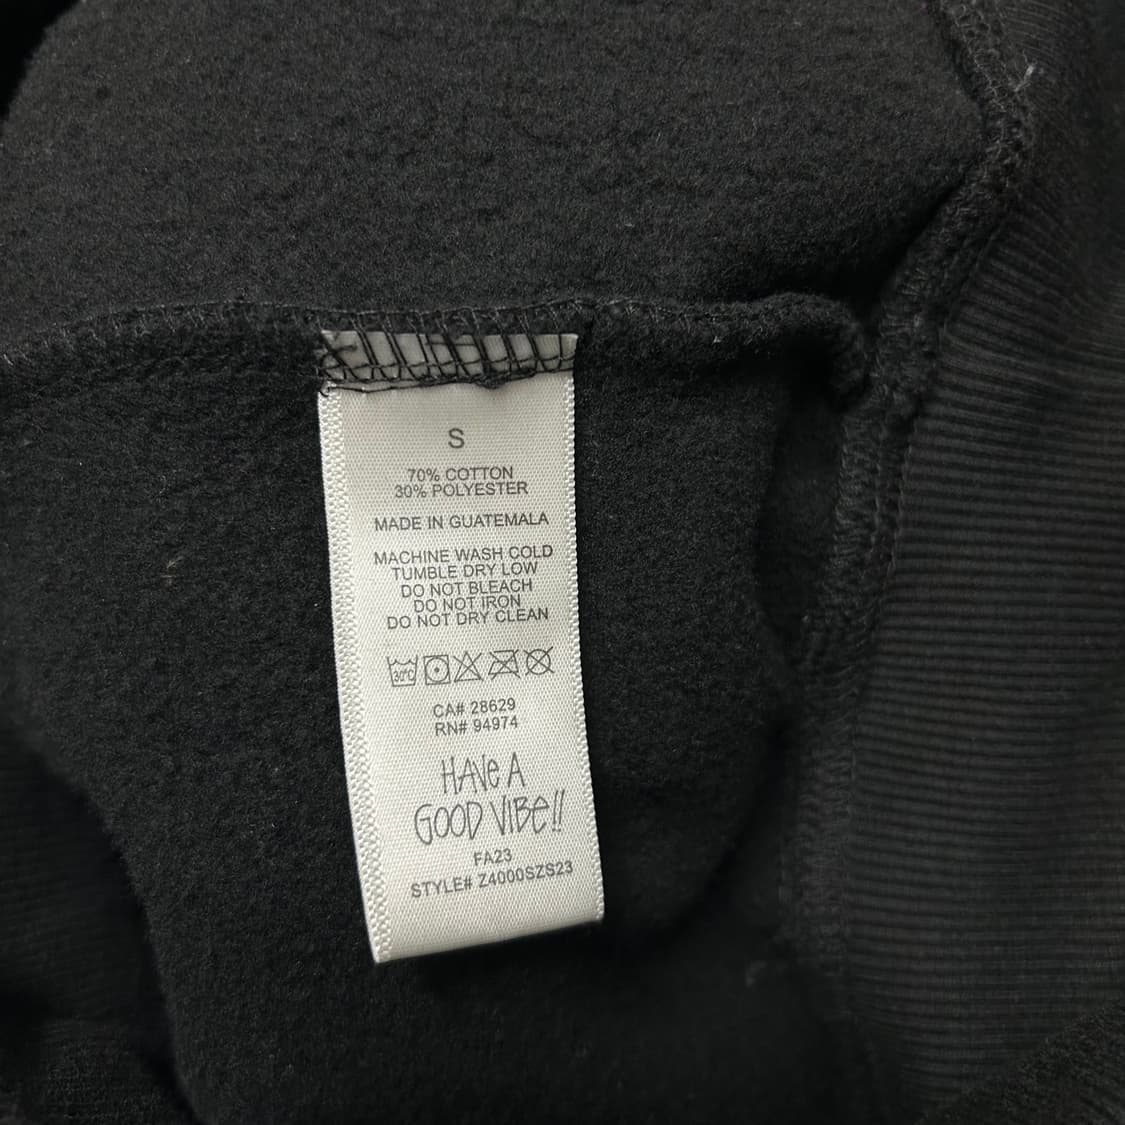 S
70% COTTON
30% POLYESTER
MADE IN GUATEMALA
MACHINE WASH COLD
TUMBLE DRY LOW
DO NOT BLEACH
DO NOT IRON
DO NOT DRY CLEAN
30°C
CA# 28629
RN# 94974
HAVE A
GOOD VIBE!!
FA23
STYLE# Z4000SZS23